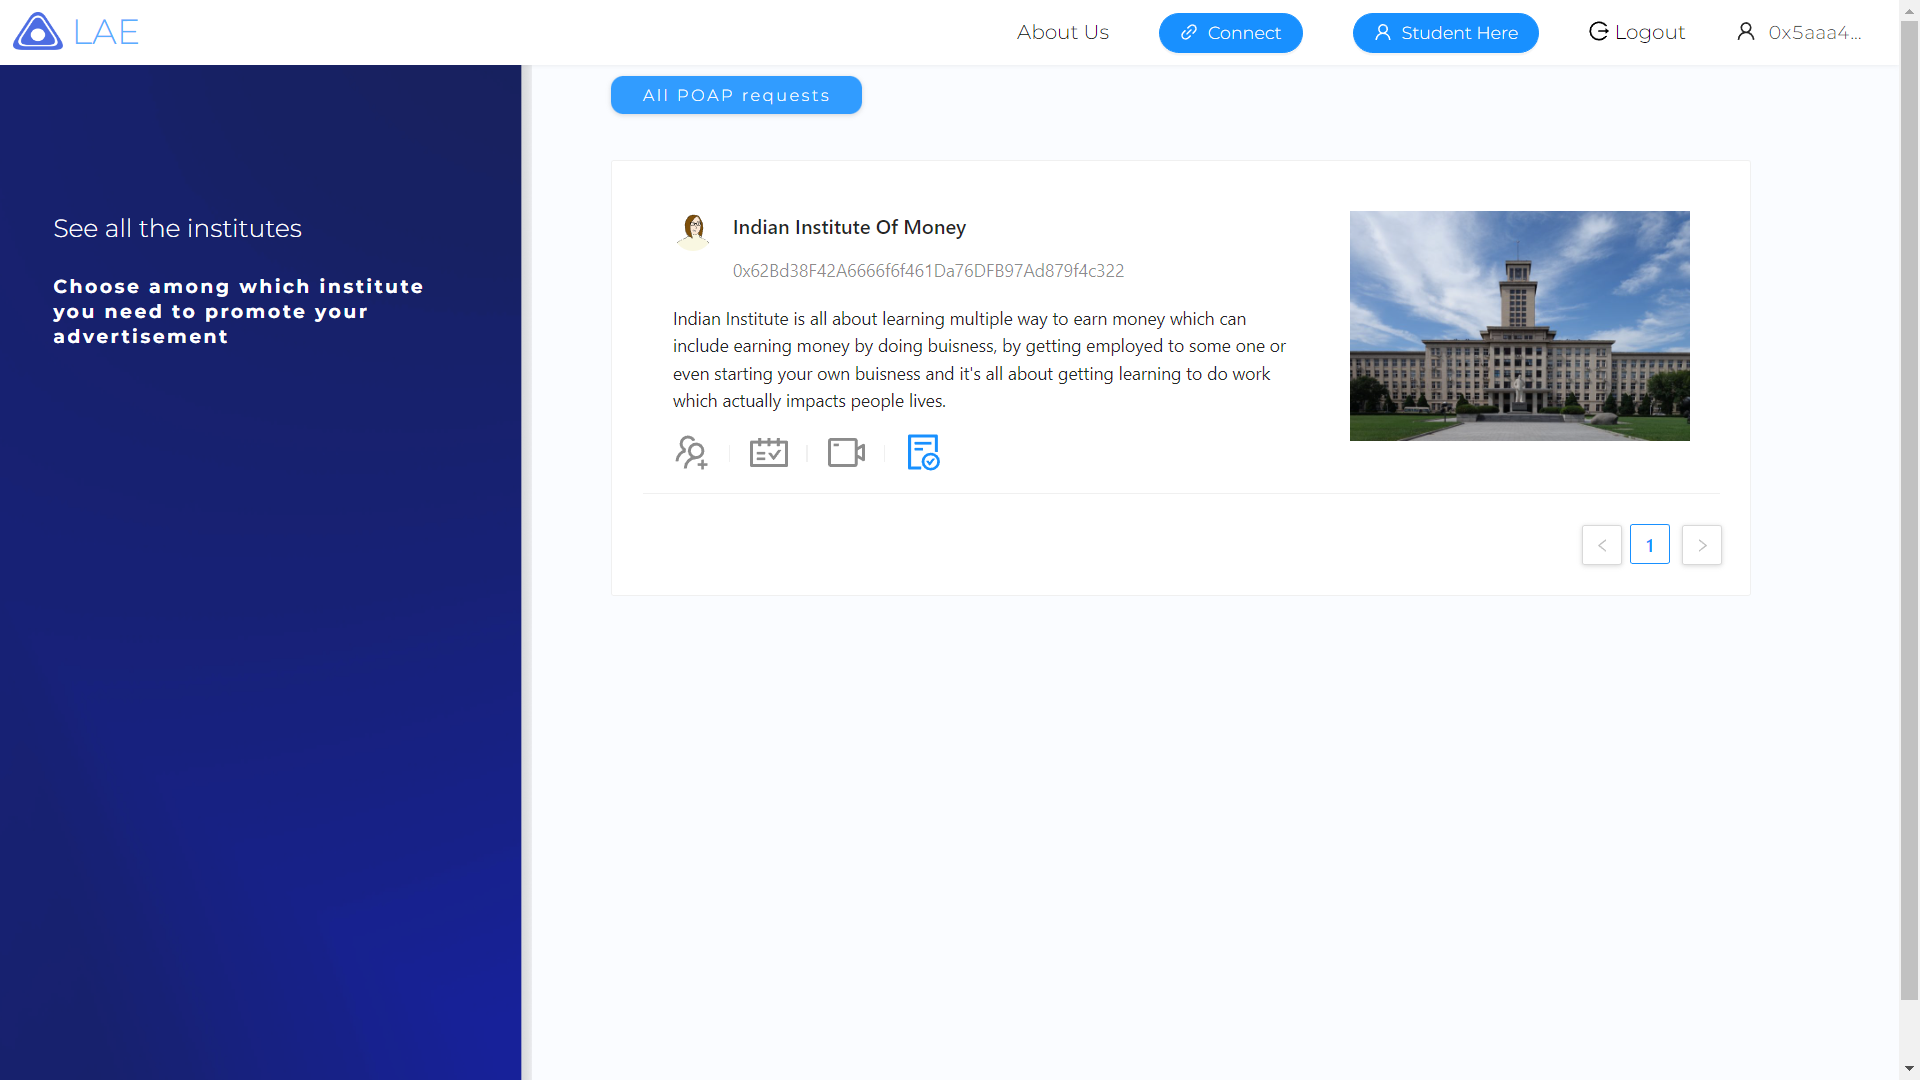 LAE
About Us
Connect
Student Here
Logout
0x5aaa4...
All POAP requests
See all the institutes
Choose among which institute
you need to promote your
advertisement
Indian Institute Of Money
0x62Bd38F42A6666f6f461Da76DFB97Ad879f4c322
Indian Institute is all about learning multiple way to earn money which can
include earning money by doing buisness, by getting employed to some one or
even starting your own buisness and it's all about getting learning to do work
which actually impacts people lives.
1